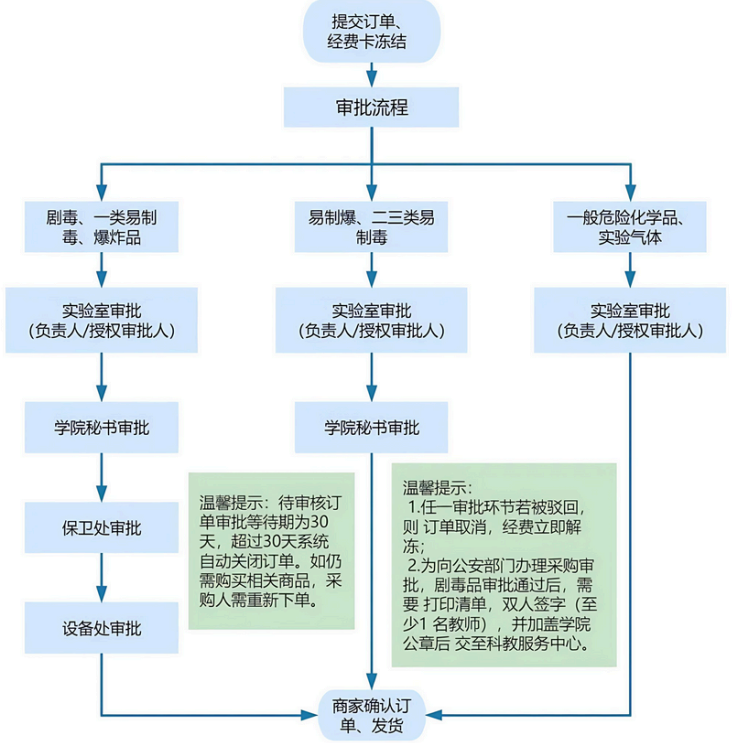 提交订单、
经费卡冻结
审批流程
剧毒、一类易制
毒、爆炸品
易制爆、二三类易
制毒
一般危险化学品、
实验气体
实验室审批
(负责人/授权审批人)
实验室审批
(负责人/授权审批人)
实验室审批
(负责人/授权审批人)
学院秘书审批
学院秘书审批
保卫处审批
设备处审批
温馨提示：待审核订
单审批等待期为30
天，超过30天系统
自动关闭订单。如仍
需购买相关商品，采
购人需重新下单。
温馨提示：
1.任一审批环节若被驳回，
则 订单取消，经费立即解
冻；
2.为向公安部门办理采购审
批，剧毒品审批通过后，需
要 打印清单，双人签字（至
少1 名教师），并加盖学院
公章后 交至科教服务中心。
商家确认订
单、发货